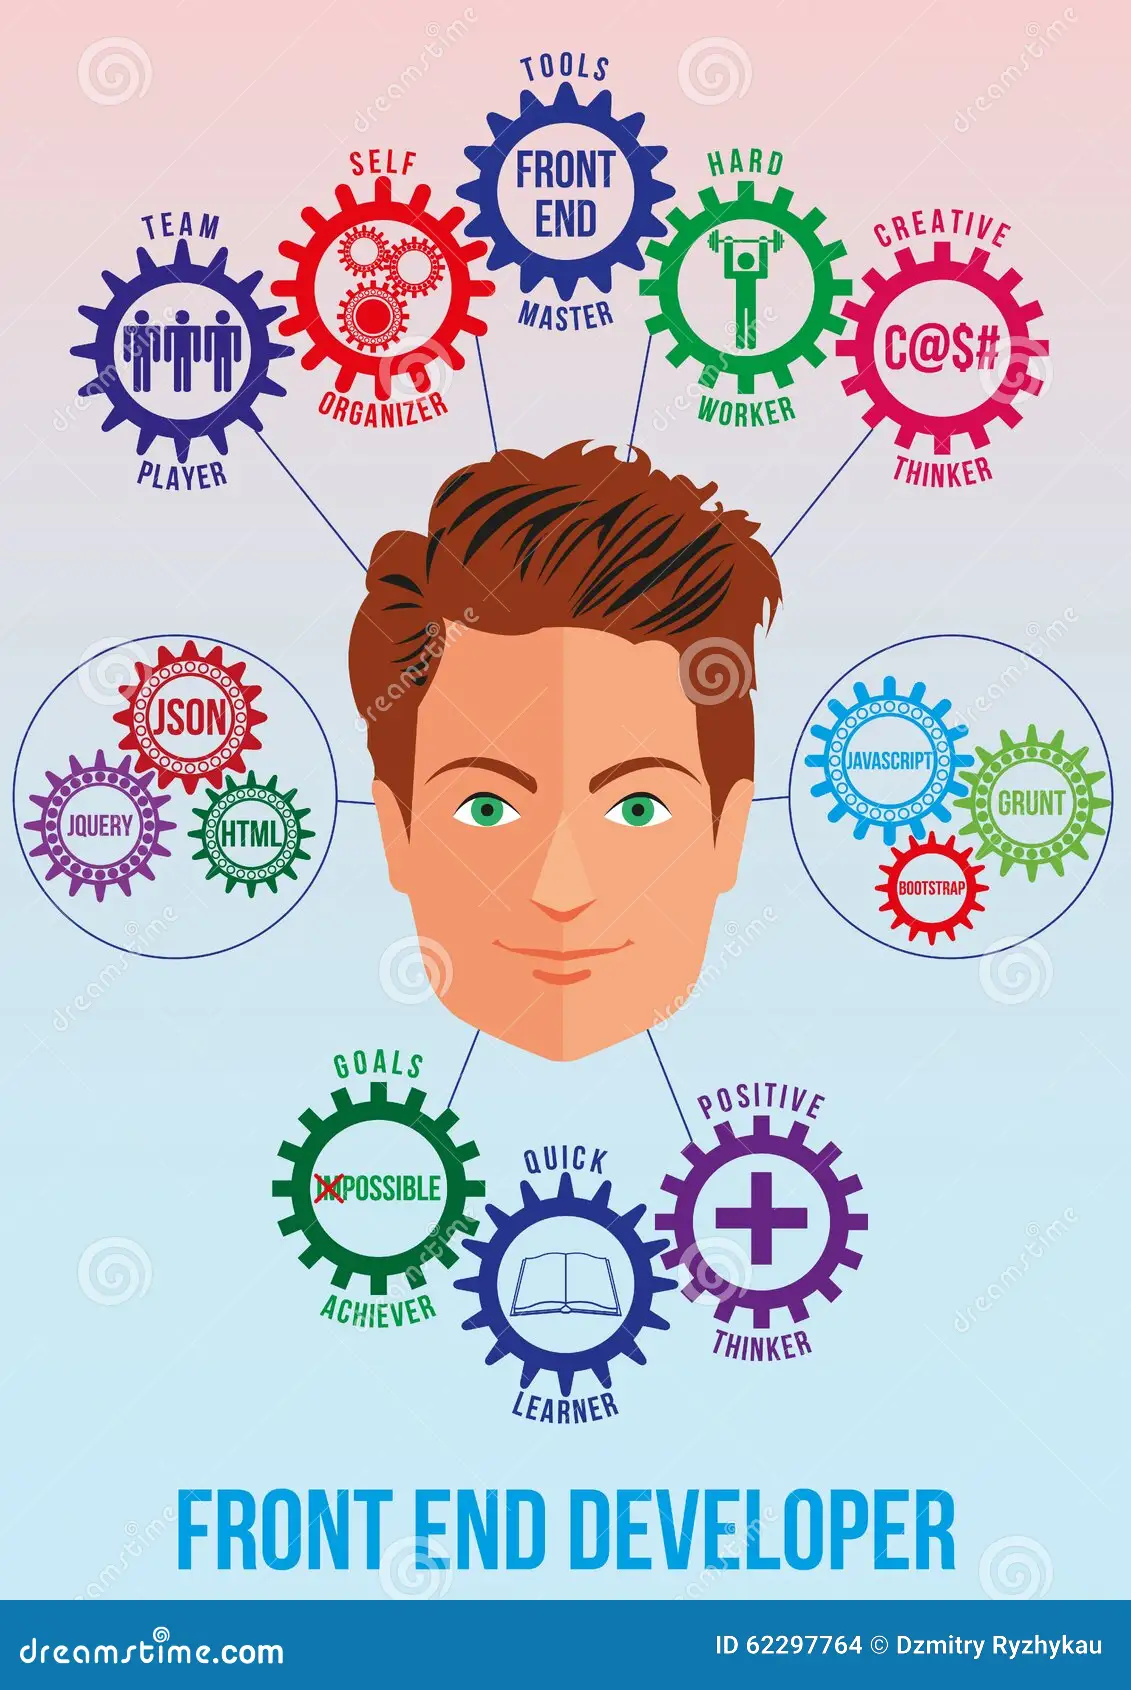 TOOLS
FRONT
END
MASTER
SELF
ORGANIZER
HARD
WORKER
TEAM
PLAYER
CREATIVE
C@$#
THINKER
JSON
JQUERY
HTML
JAVASCRIPT
GRUNT
BOOTSTRAP
GOALS
IMPOSSIBLE
ACHIEVER
QUICK
LEARNER
POSITIVE
THINKER
FRONT END DEVELOPER
dreamstime.com
ID 62297764 © Dzmitry Ryzhykau